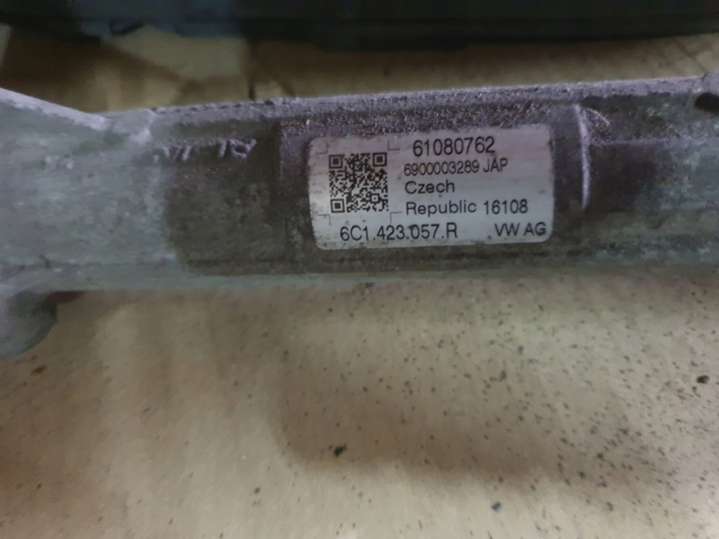 61080762
6900003289 JAP
Czech
Republic 16108
6C1.423.057.R VW AG